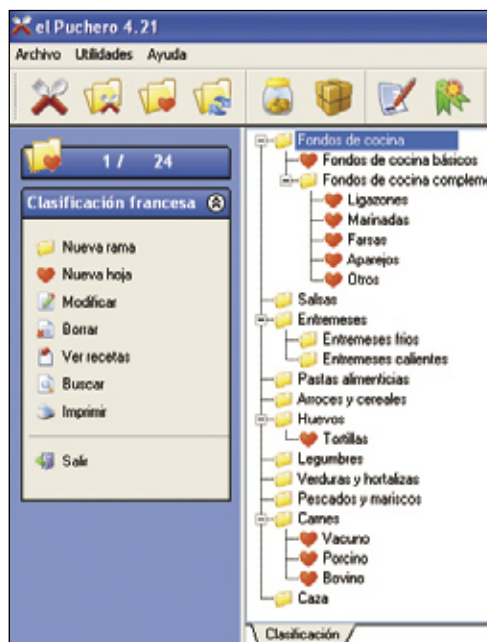 el Puchero 4.21
Archivo Utilidades Ayuda
1 / 24
Clasificación francesa
Nueva rama
Nueva hoja
Modificar
Borrar
Ver recetas
Buscar
Imprimir
Salir
Fondos de cocina
Fondos de cocina básicos
Fondos de cocina compleme
Ligazones
Marinadas
Farsas
Aparejos
Otros
Salsas
Entremeses
Entremeses fríos
Entremeses calientes
Pastas alimenticias
Arroces y cereales
Huevos
Tortillas
Legumbres
Verduras y hortalizas
Pescados y mariscos
Carnes
Vacuno
Porcino
Bovino
Caza
Clasificación